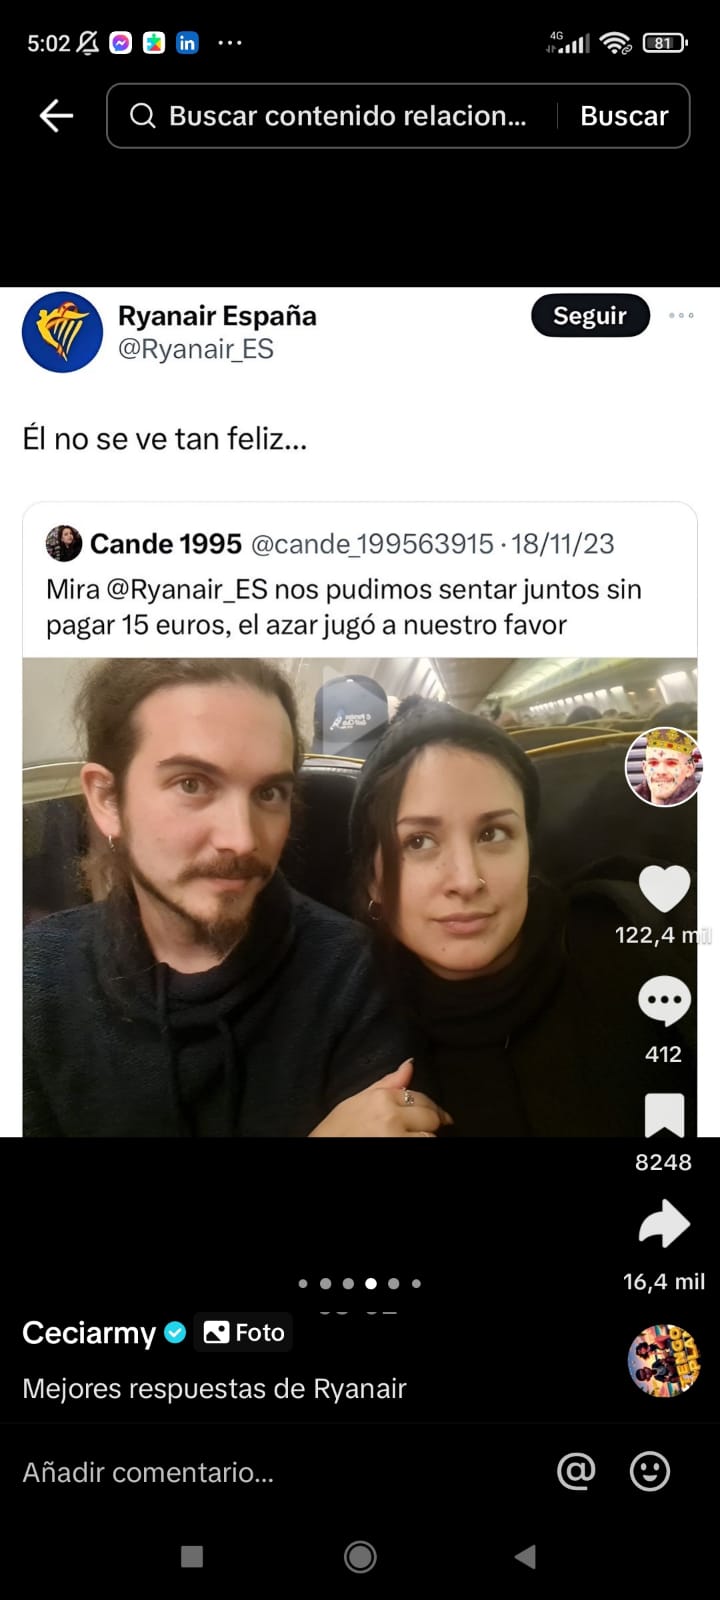 5:02
4G
81
Buscar contenido relacion...
Buscar
Ryanair España
@Ryanair_ES
Seguir
Él no se ve tan feliz...
Cande 1995 @cande_199563915 · 18/11/23
Mira @Ryanair_ES nos pudimos sentar juntos sin
pagar 15 euros, el azar jugó a nuestro favor
122,4 mil
412
8248
16,4 mil
Ceciarmy
Foto
Mejores respuestas de Ryanair
Añadir comentario...